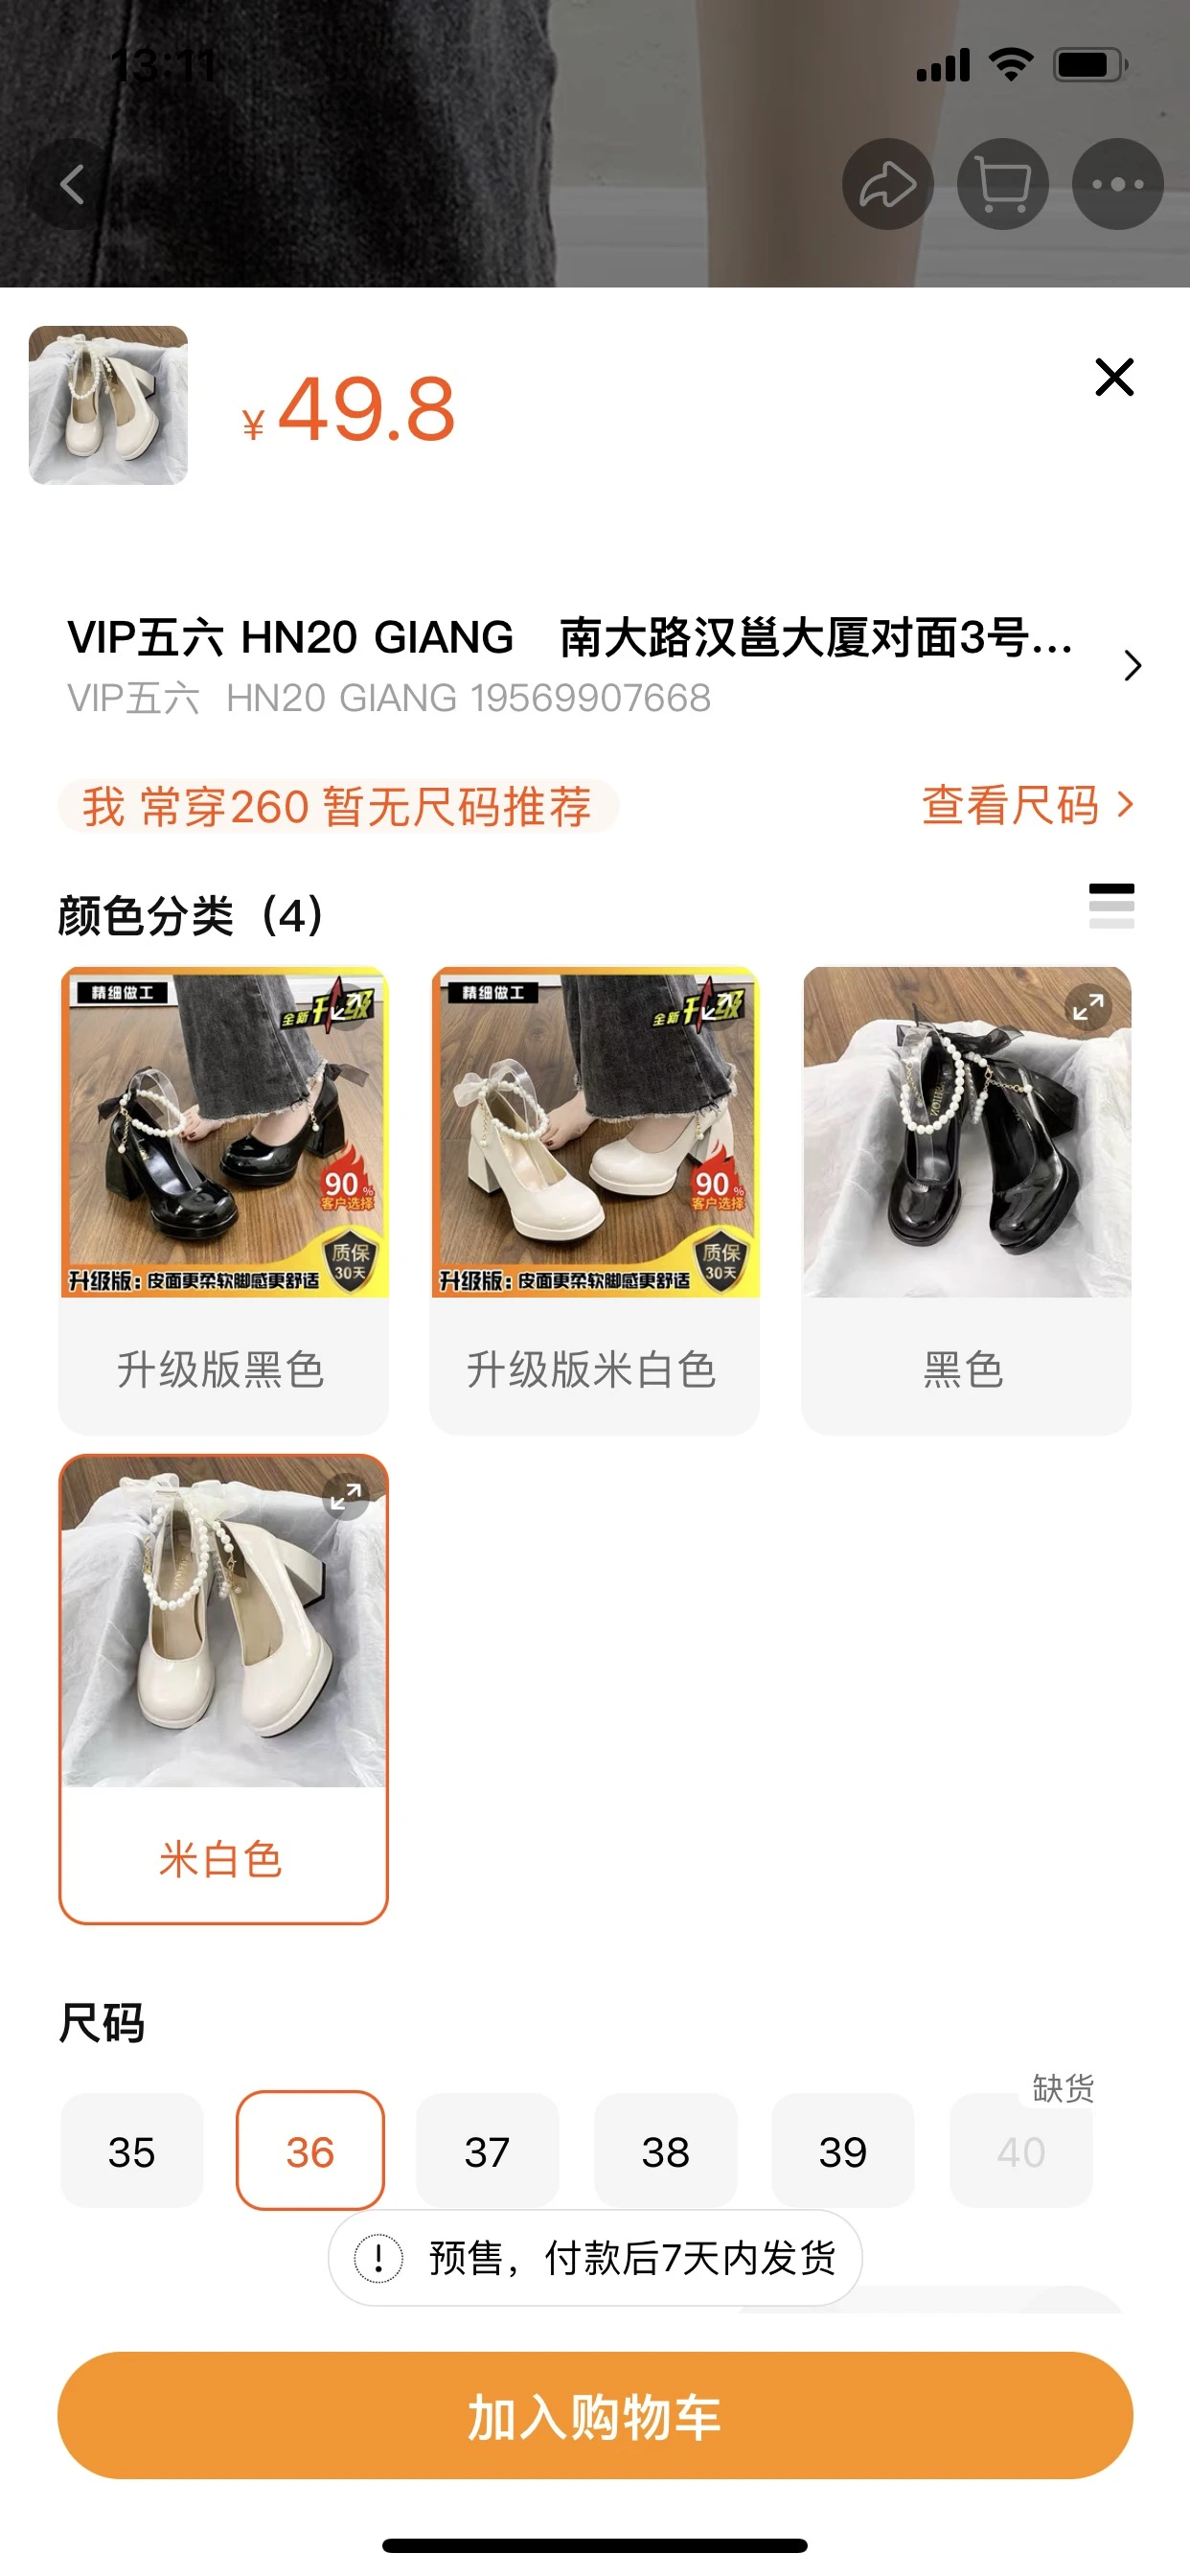 13:11
¥49.8
VIP五六 HN20 GIANG 南大路汉邕大厦对面3号...
VIP五六 HN20 GIANG 19569907668
我 常穿260 暂无尺码推荐
查看尺码
颜色分类（4）
精细做工
全新升级
90%
客户选择
质保
30天
升级版：皮面更柔软脚感更舒适
精细做工
全新升级
90%
客户选择
质保
30天
升级版：皮面更柔软脚感更舒适
升级版黑色
升级版米白色
黑色
米白色
尺码
缺货
35 36 37 38 39 40
预售，付款后7天内发货
加入购物车